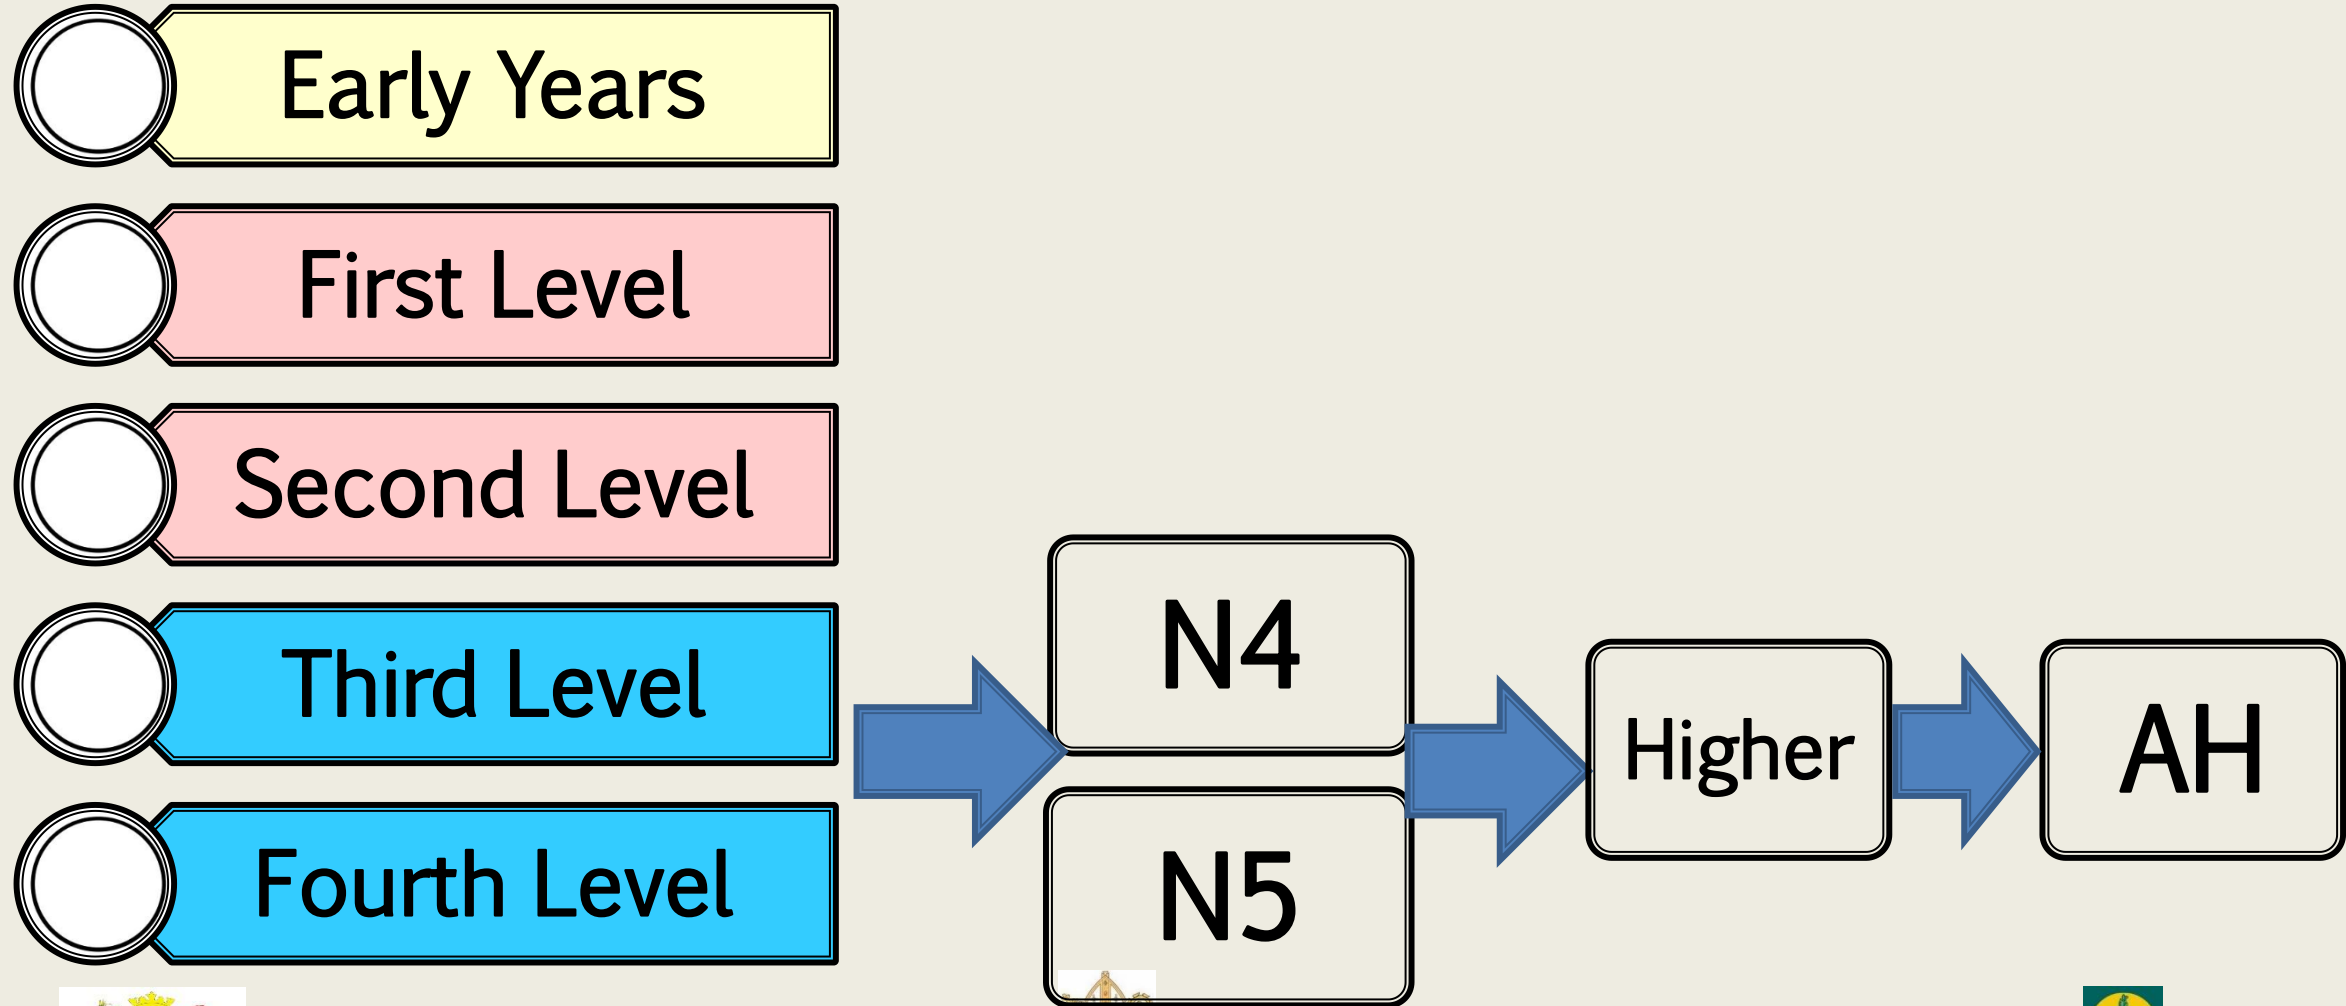 Early Years
First Level
Second Level
Third Level
Fourth Level
N4
N5
Higher
AH